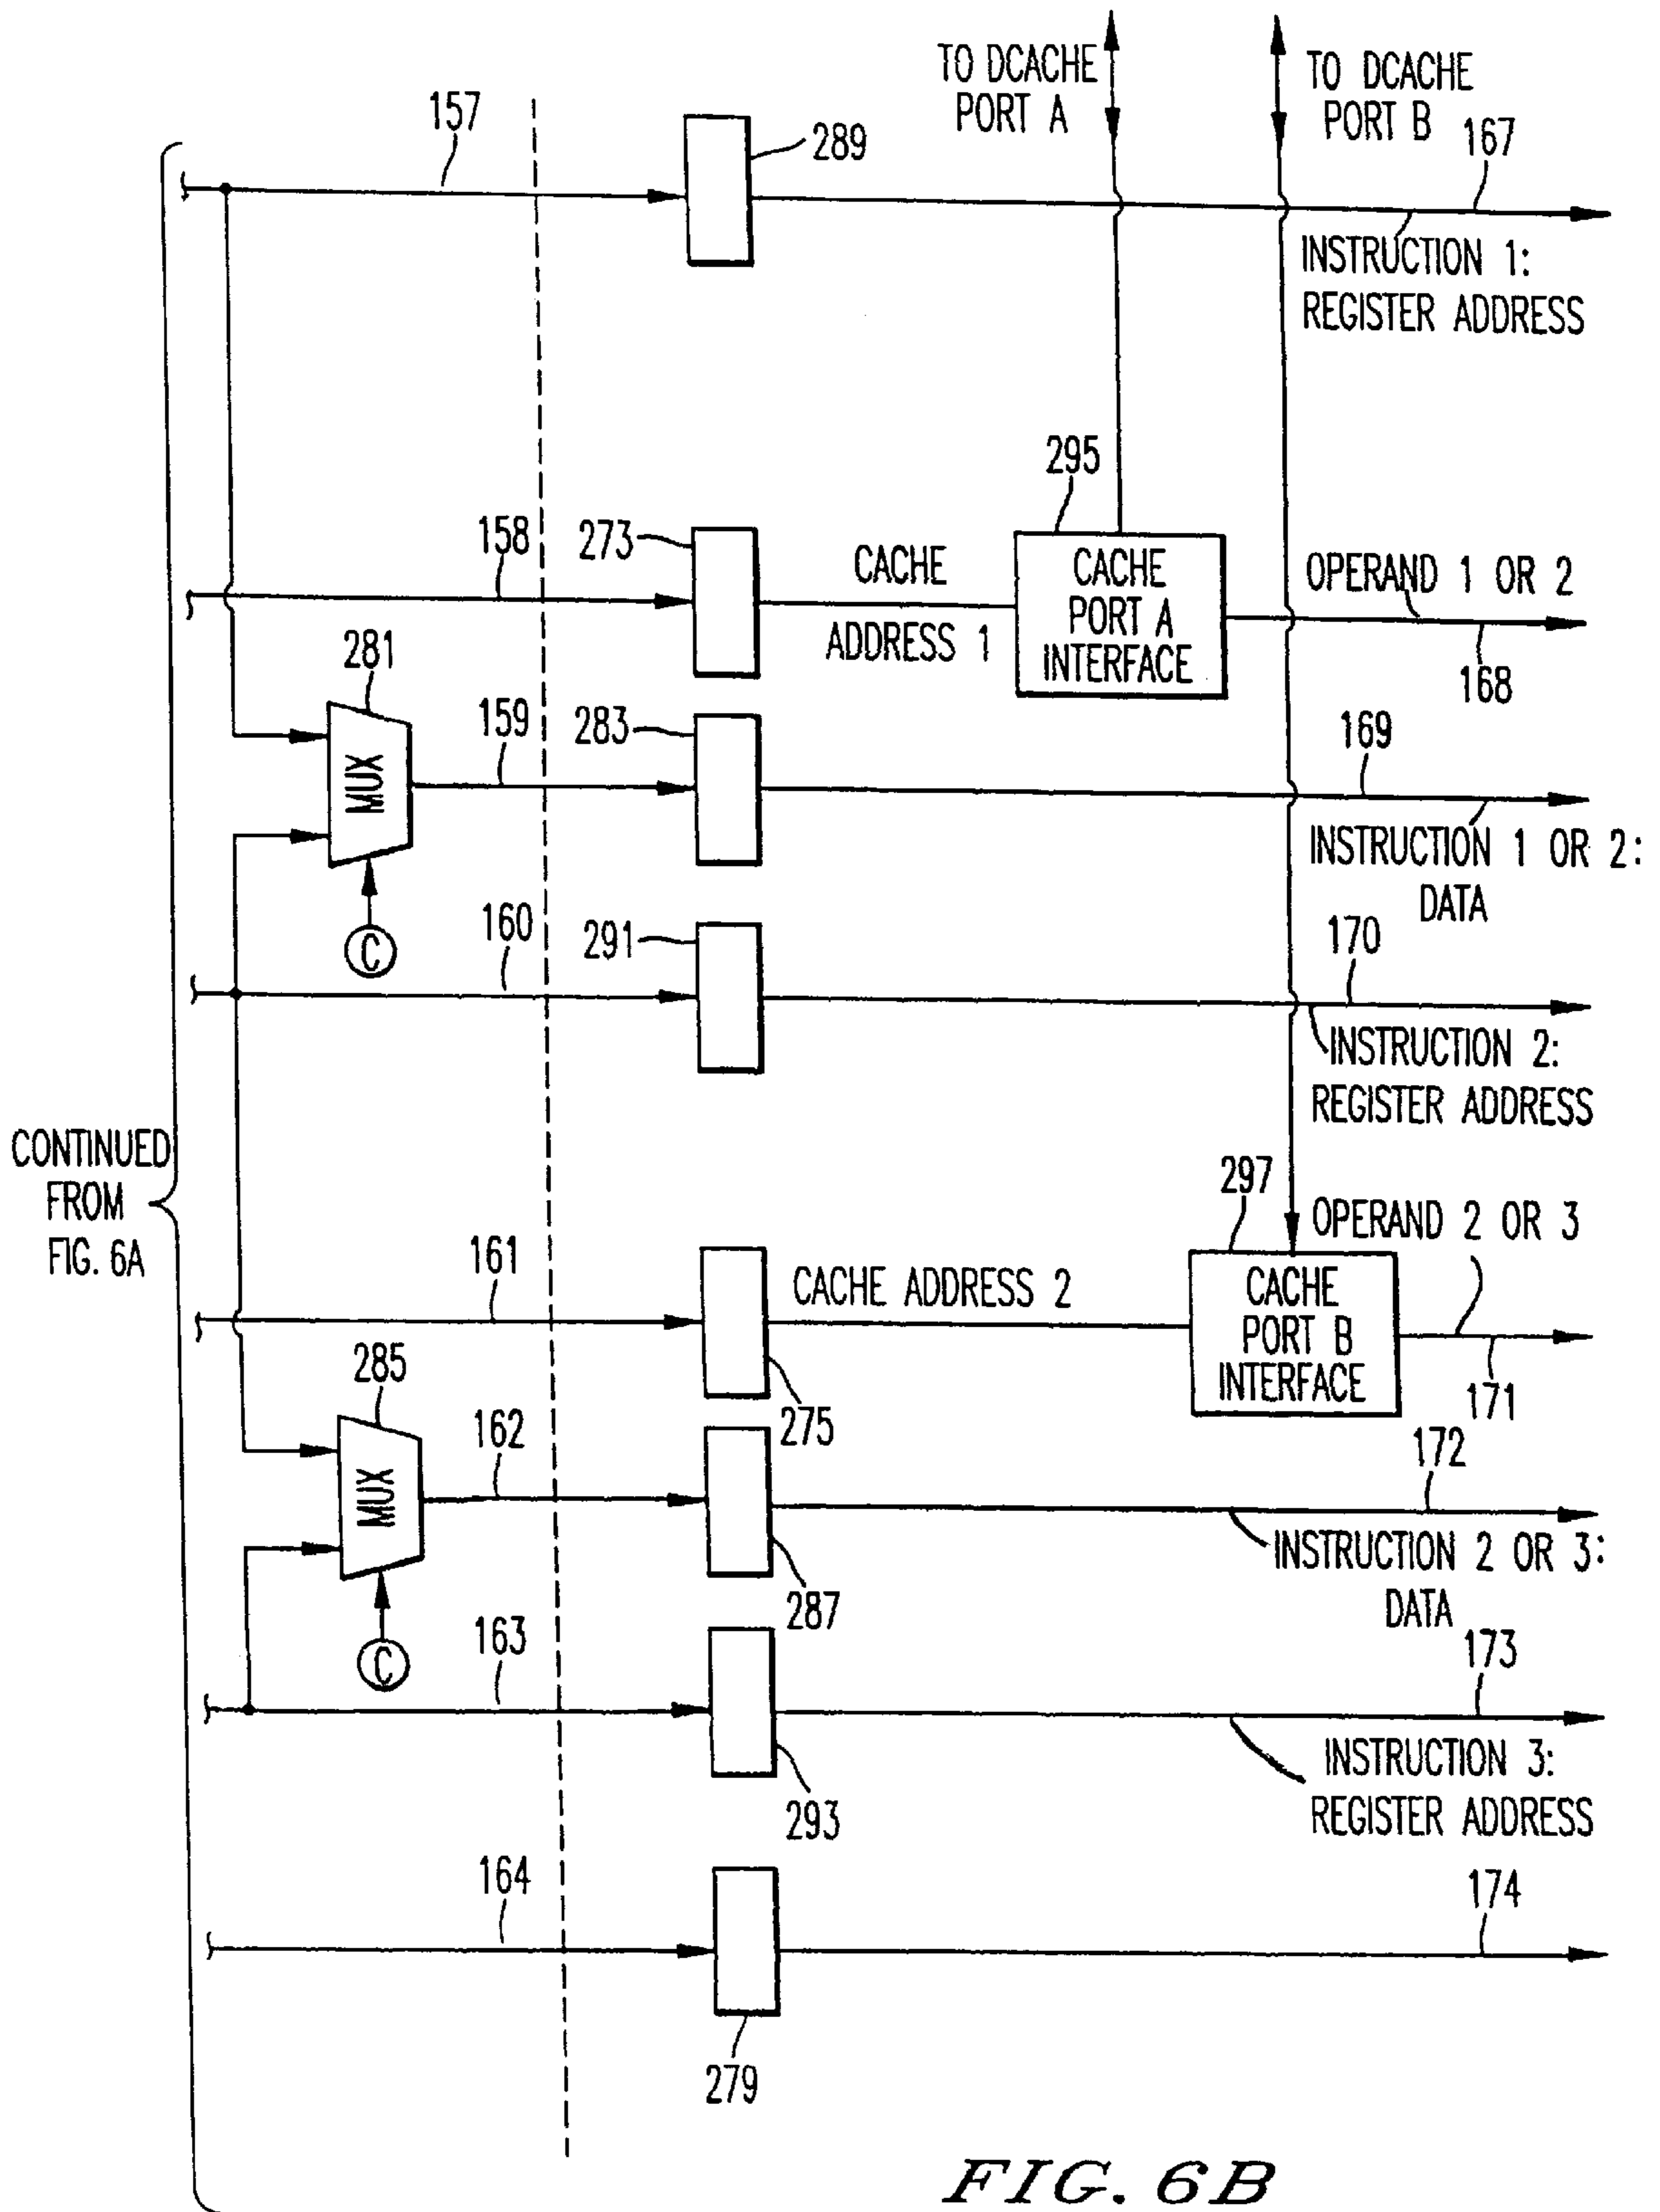 TO DCACHE
PORT A
TO DCACHE
PORT B
157
289
167
INSTRUCTION 1:
REGISTER ADDRESS
295
158
273
CACHE
ADDRESS 1
CACHE
PORT A
INTERFACE
OPERAND 1 OR 2
168
281
MUX
C
159
283
169
INSTRUCTION 1 OR 2:
DATA
160
291
170
INSTRUCTION 2:
REGISTER ADDRESS
CONTINUED
FROM
FIG. 6A
297
OPERAND 2 OR 3
161
275
CACHE ADDRESS 2
CACHE
PORT B
INTERFACE
171
285
MUX
C
162
287
172
INSTRUCTION 2 OR 3:
DATA
163
293
173
INSTRUCTION 3:
REGISTER ADDRESS
164
279
174
FIG. 6B